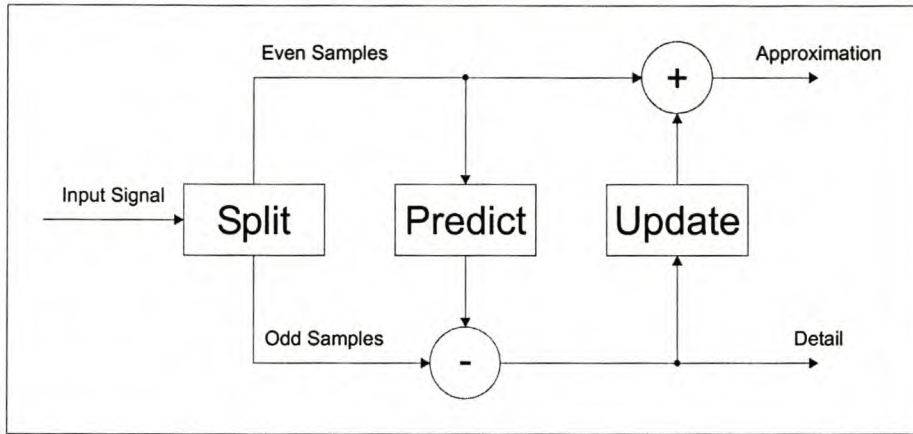 Even Samples
Approximation
+
Input Signal
Split
Predict
Update
Odd Samples
-
Detail